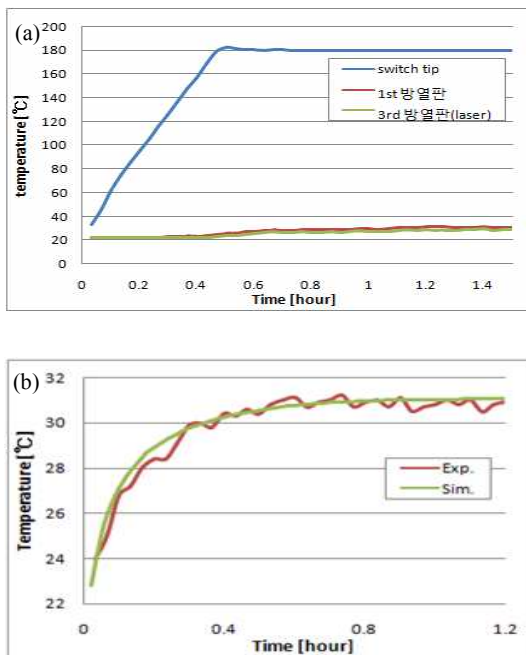 (a)
200
180
160
140
120
100
80
60
40
20
0
temperature[℃]
switch tip
1st 방열판
3rd 방열판(laser)
0 0.2 0.4 0.6 0.8 1 1.2 1.4
Time [hour]
(b)
32
30
28
26
24
22
Temperature[℃]
Exp.
Sim.
0 0.4 0.8 1.2
Time [hour]